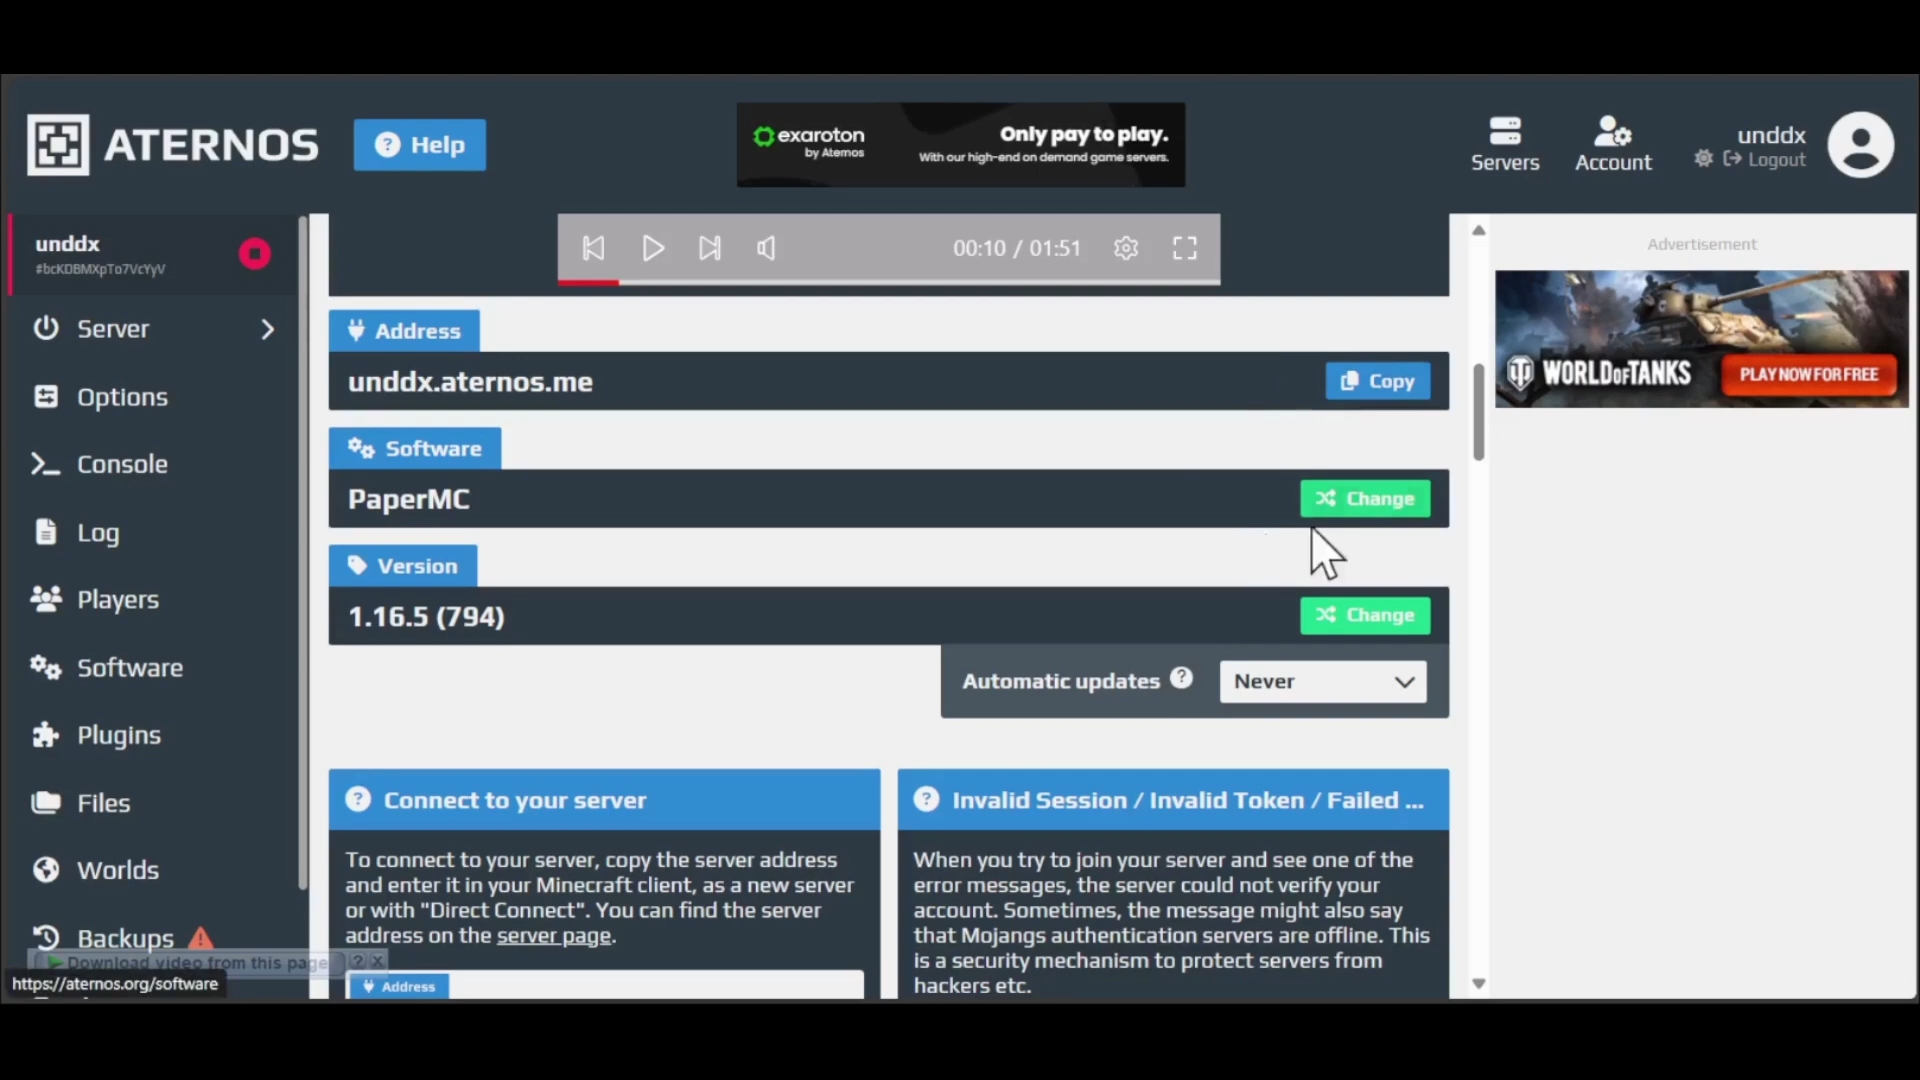 ATERNOS
Help
exaroton
by Aternos
Only pay to play.
With our high-end on demand game servers.
Servers
Account
unddx
Logout
unddx
#bcKDBMXpTo7VcYyV
Server
Options
Console
Log
Players
Software
Plugins
Files
Worlds
Backups
Download video from this page
? X
https://aternos.org/software
00:10 / 01:51
Address
unddx.aternos.me
Copy
Software
PaperMC
Change
Version
1.16.5 (794)
Change
Automatic updates ?
Never
? Connect to your server
To connect to your server, copy the server address
and enter it in your Minecraft client, as a new server
or with "Direct Connect". You can find the server
address on the server page.
Address
? Invalid Session / Invalid Token / Failed ...
When you try to join your server and see one of the
error messages, the server could not verify your
account. Sometimes, the message might also say
that Mojangs authentication servers are offline. This
is a security mechanism to protect servers from
hackers etc.
Advertisement
WORLD OF TANKS
PLAY NOW FOR FREE